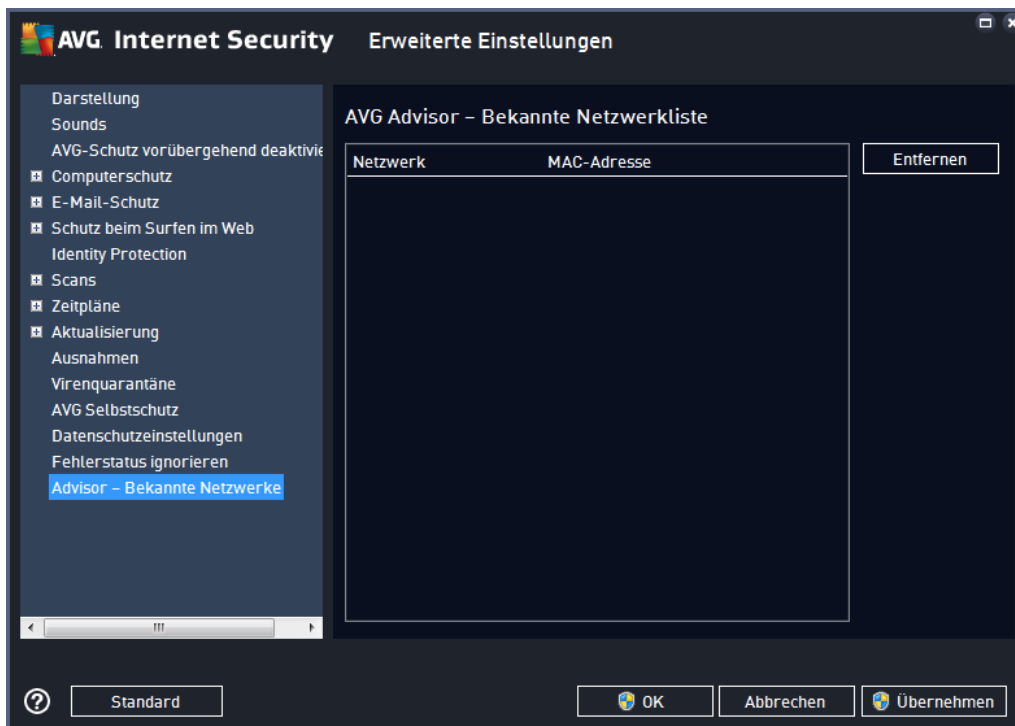 AVG. Internet Security Erweiterte Einstellungen
Darstellung
Sounds
AVG-Schutz vorübergehend deaktivie
Computerschutz
E-Mail-Schutz
Schutz beim Surfen im Web
Identity Protection
Scans
Zeitpläne
Aktualisierung
Ausnahmen
Virenquarantäne
AVG Selbstschutz
Datenschutzeinstellungen
Fehlerstatus ignorieren
Advisor – Bekannte Netzwerke
AVG Advisor – Bekannte Netzwerkliste
Netzwerk MAC-Adresse
Entfernen
Standard OK Abbrechen Übernehmen